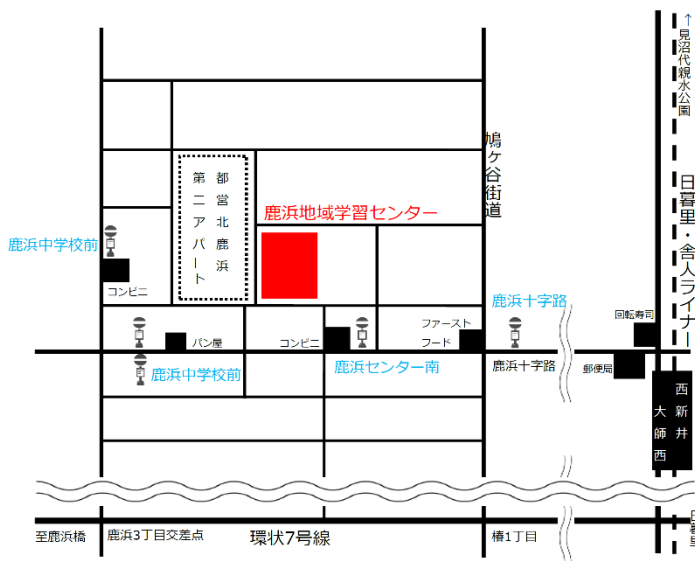 ↑見沼代親水公園
日暮里・舎人ライナー
鳩ヶ谷街道
都営北鹿浜
第二アパート
鹿浜地域学習センター
鹿浜中学校前
コンビニ
鹿浜十字路
回転寿司
ファースト
フード
パン屋
コンビニ
鹿浜中学校前
鹿浜センター南
鹿浜十字路
郵便局
西新井
大師西
至鹿浜橋
鹿浜3丁目交差点
環状7号線
椿1丁目
日暮里